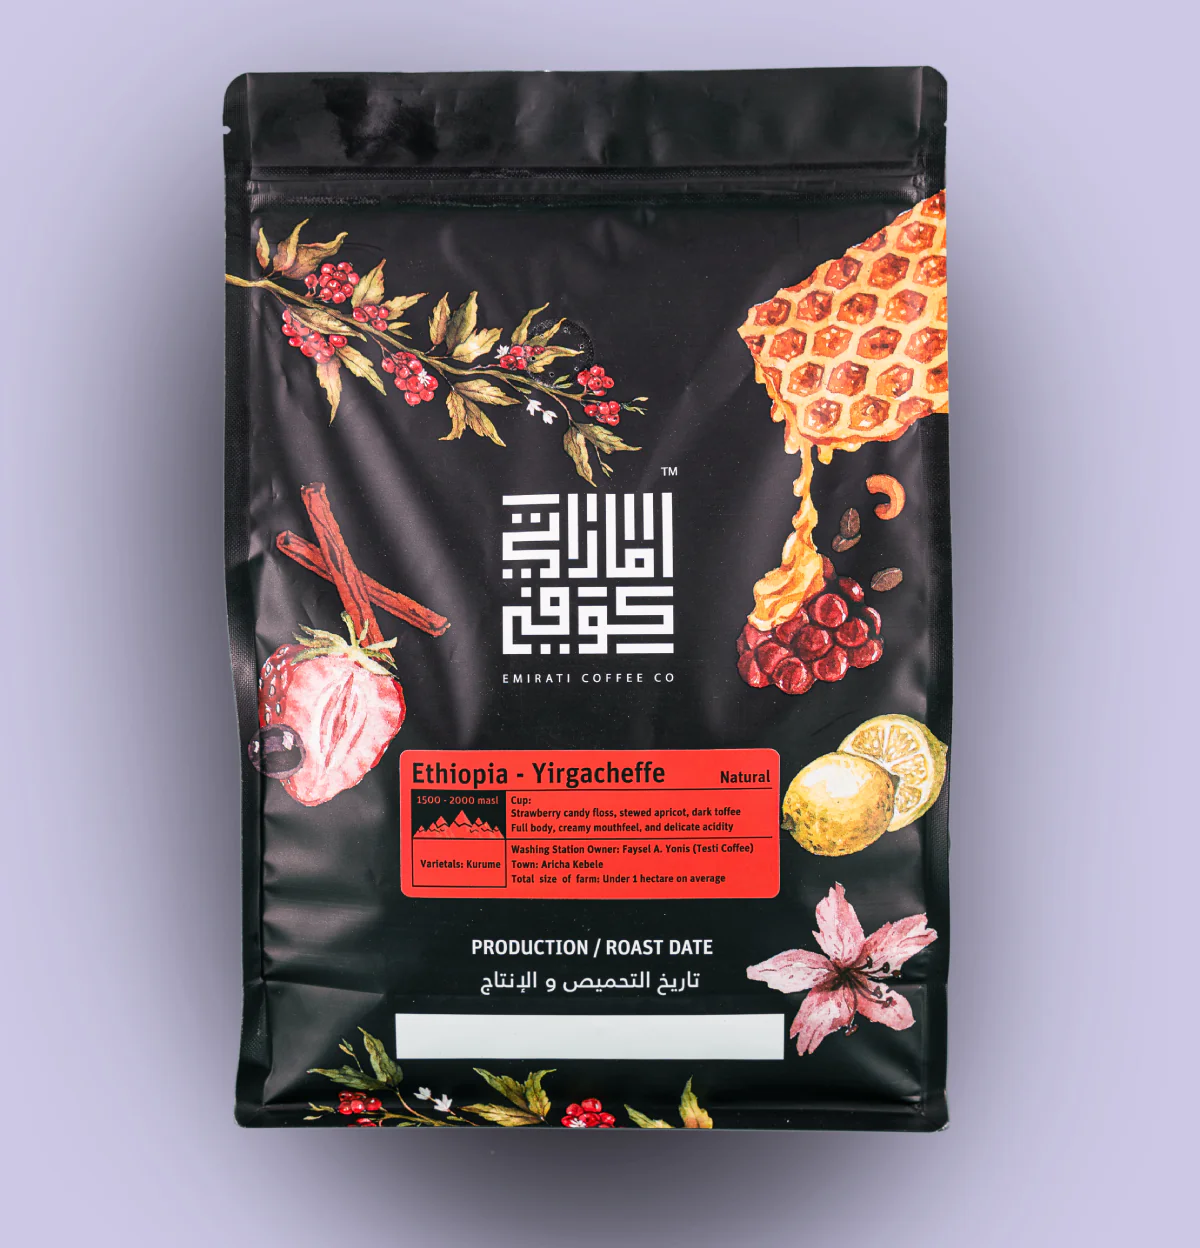 TM
اماراتي
كوفي
EMIRATI COFFEE CO
Ethiopia - Yirgacheffe
Natural
1500 - 2000 masl
Cup:
Strawberry candy floss, stewed apricot, dark toffee
Full body, creamy mouthfeel, and delicate acidity
Varietals: Kurume
Washing Station Owner: Faysel A. Yonis (Testi Coffee)
Town: Aricha Kebele
Total size of farm: Under 1 hectare on average
PRODUCTION / ROAST DATE
تاريخ التحميص و الإنتاج